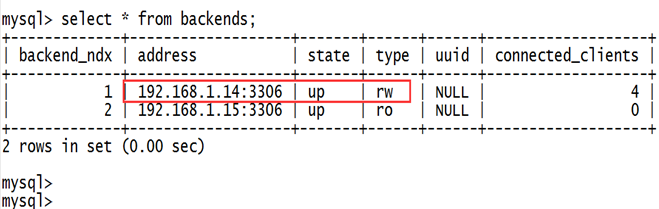 mysql> select * from backends;
+-------------+-------------------+-------+------+------+-------------------+
| backend_ndx | address           | state | type | uuid | connected_clients |
+-------------+-------------------+-------+------+------+-------------------+
|           1 | 192.168.1.14:3306 | up    | rw   | NULL |                 4 |
|           2 | 192.168.1.15:3306 | up    | ro   | NULL |                 0 |
+-------------+-------------------+-------+------+------+-------------------+
2 rows in set (0.00 sec)
mysql>
mysql>